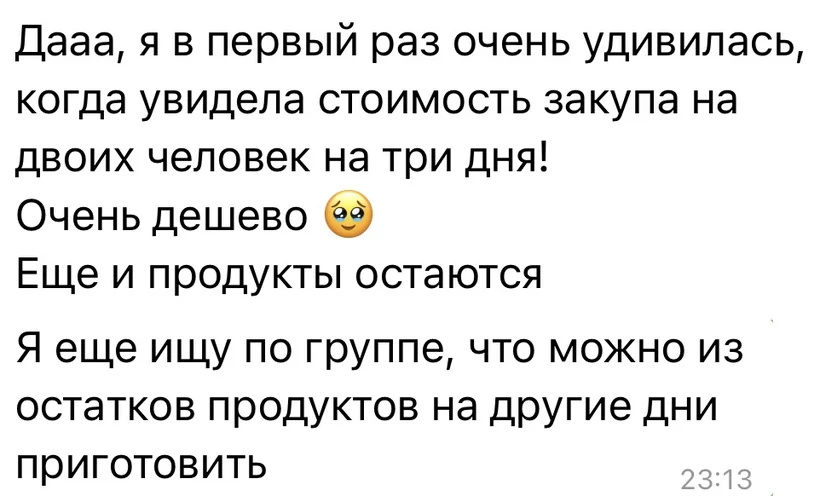 Дааа, я в первый раз очень удивилась,
когда увидела стоимость закупа на
двоих человек на три дня!
Очень дешево 🥹
Еще и продукты остаются
Я еще ищу по группе, что можно из
остатков продуктов на другие дни
приготовить
23:13